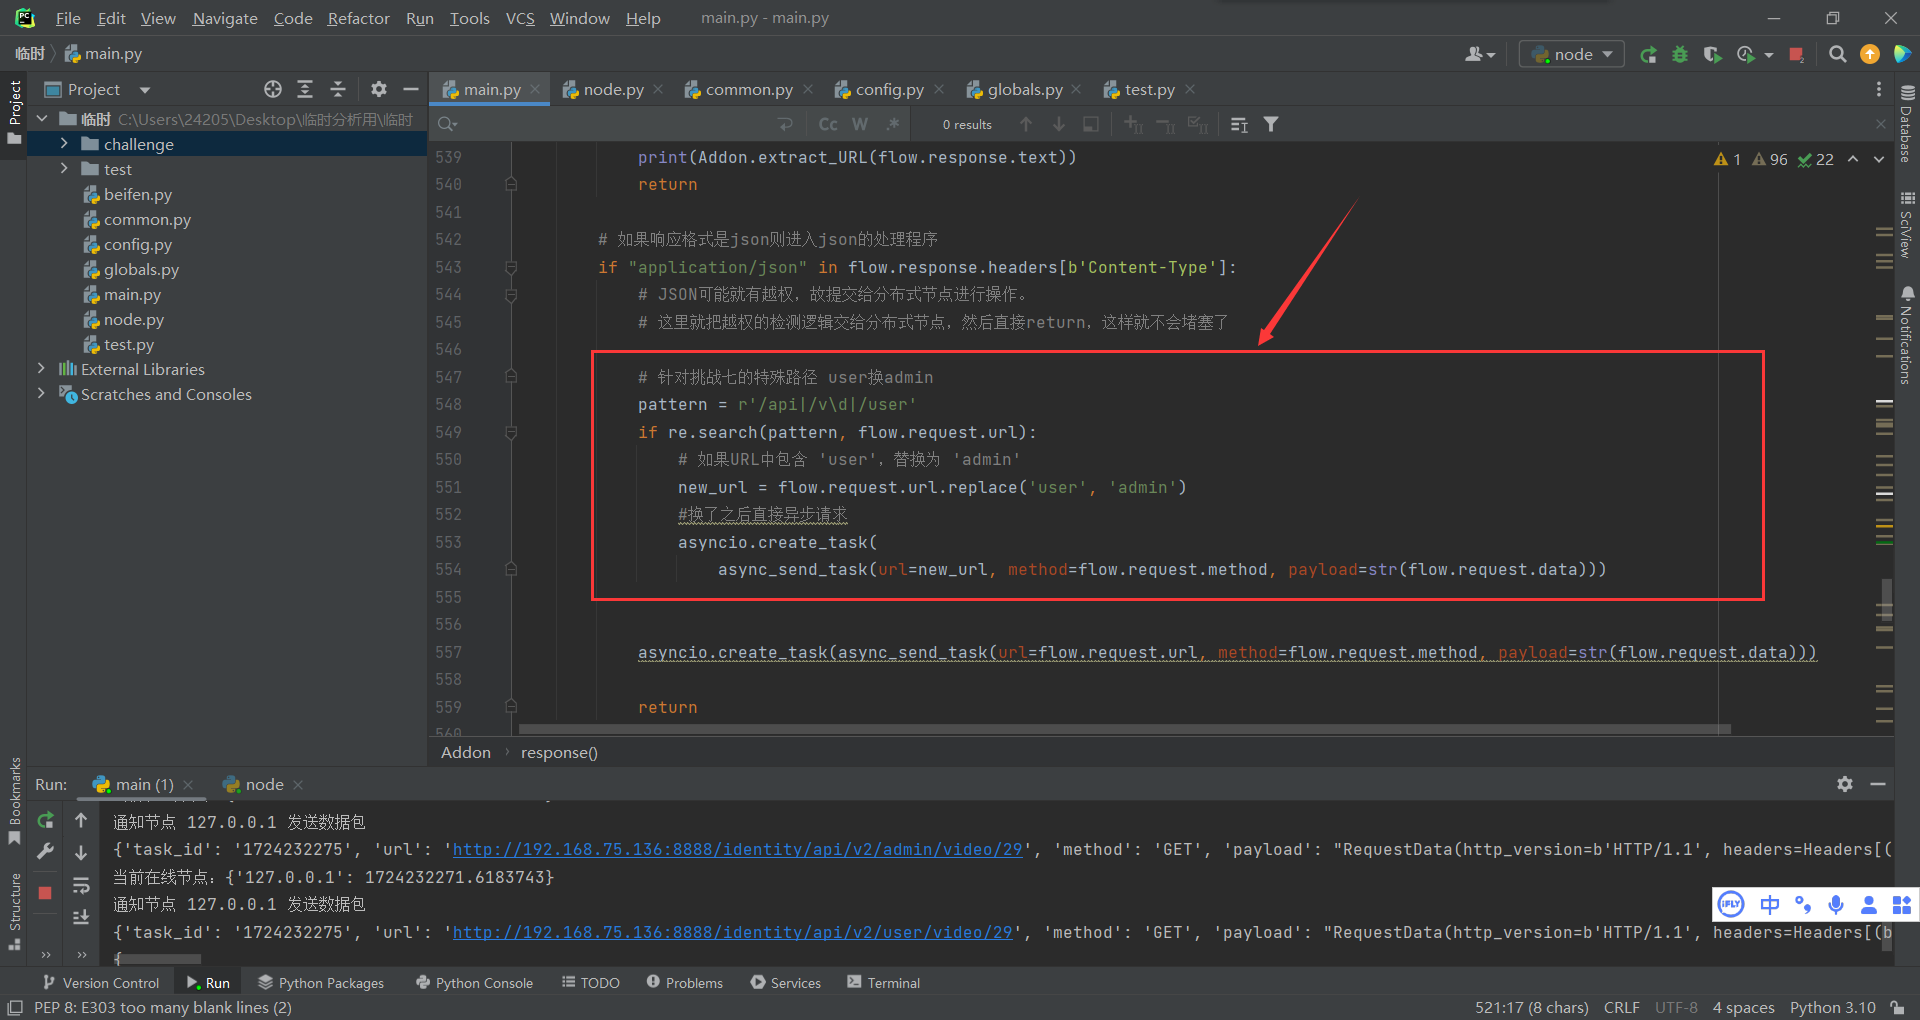 File Edit View Navigate Code Refactor Run Tools VCS Window Help main.py - main.py
临时 main.py
node
Project
main.py node.py common.py config.py globals.py test.py
临时 C:\Users\24205\Desktop\临时分析用\临时
challenge
test
beifen.py
common.py
config.py
globals.py
main.py
node.py
test.py
External Libraries
Scratches and Consoles
Cc W .* 0 results
1 96 22
539 print(Addon.extract_URL(flow.response.text))
540 return
541
542 # 如果响应格式是json则进入json的处理程序
543 if "application/json" in flow.response.headers[b'Content-Type']:
544 # JSON可能就有越权，故提交给分布式节点进行操作。
545 # 这里就把越权的检测逻辑交给分布式节点，然后直接return，这样就不会堵塞了
546
547 # 针对挑战七的特殊路径 user换admin
548 pattern = r'/api|/v\d|/user'
549 if re.search(pattern, flow.request.url):
550 # 如果URL中包含 'user'，替换为 'admin'
551 new_url = flow.request.url.replace('user', 'admin')
552 #换了之后直接异步请求
553 asyncio.create_task(
554 async_send_task(url=new_url, method=flow.request.method, payload=str(flow.request.data)))
555
556
557 asyncio.create_task(async_send_task(url=flow.request.url, method=flow.request.method, payload=str(flow.request.data)))
558
559 return
560
Addon › response()
Project
Bookmarks
Structure
Database
SciView
Notifications
Run: main (1) node
通知节点 127.0.0.1 发送数据包
{'task_id': '1724232275', 'url': 'http://192.168.75.136:8888/identity/api/v2/admin/video/29', 'method': 'GET', 'payload': "RequestData(http_version=b'HTTP/1.1', headers=Headers[(
当前在线节点：{'127.0.0.1': 1724232271.6183743}
通知节点 127.0.0.1 发送数据包
{'task_id': '1724232275', 'url': 'http://192.168.75.136:8888/identity/api/v2/user/video/29', 'method': 'GET', 'payload': "RequestData(http_version=b'HTTP/1.1', headers=Headers[(b
{
iFLY 中
Version Control Run Python Packages Python Console TODO Problems Services Terminal
PEP 8: E303 too many blank lines (2) 521:17 (8 chars) CRLF UTF-8 4 spaces Python 3.10